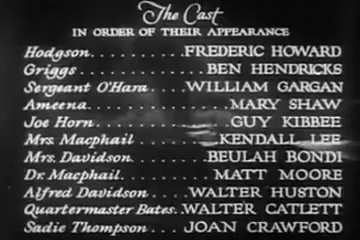 The Cast
IN ORDER OF THEIR APPEARANCE
Hodgson..........FREDERIC HOWARD
Griggs............BEN HENDRICKS
Sergeant O'Hara....WILLIAM GARGAN
Ameena..............MARY SHAW
Joe Horn..............GUY KIBBEE
Mrs. Macphail.........KENDALL LEE
Mrs. Davidson........BEULAH BONDI
Dr. Macphail.........MATT MOORE
Alfred Davidson....WALTER HUSTON
Quartermaster Bates..WALTER CATLETT
Sadie Thompson....JOAN CRAWFORD